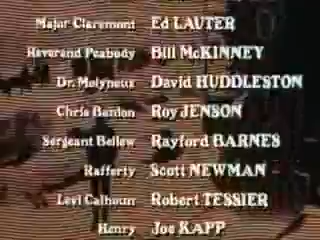 Major Claremont Ed LAUTER
Reverend Peabody Bill McKINNEY
Dr. Molyneux David HUDDLESTON
Chris Banlon Roy JENSON
Sergeant Bellew Rayford BARNES
Rafferty Scott NEWMAN
Levi Calhoun Robert TESSIER
Henry Joe KAPP